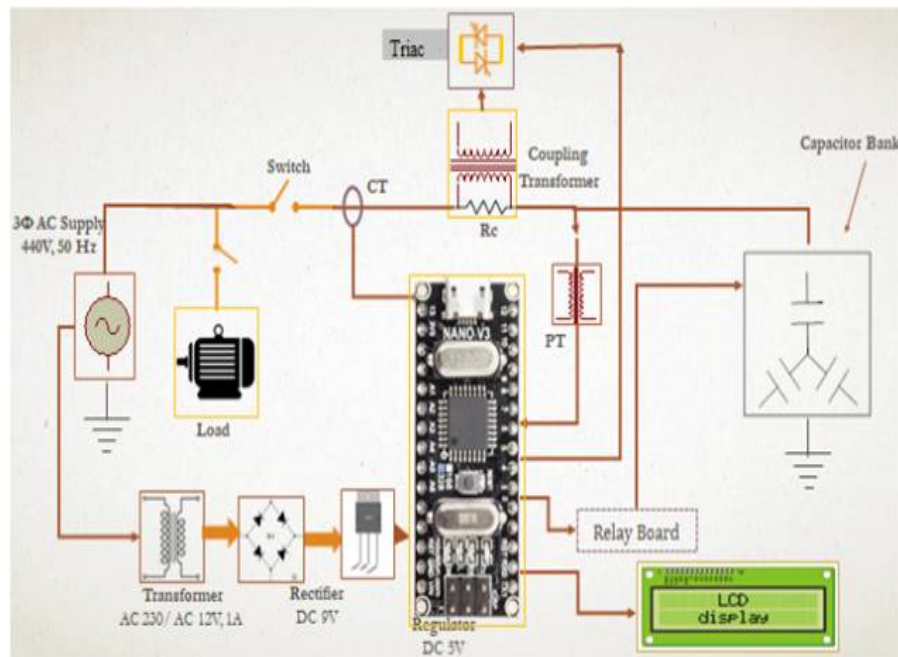 Triac
Coupling
Transformer
Capacitor Bank
Switch
CT
3Φ AC Supply
440V, 50 Hz
Rc
NANO V3
PT
Load
Relay Board
Transformer
AC 230/ AC 12V, 1A
Rectifier
DC 9V
Regulator
DC 5V
LCD
display